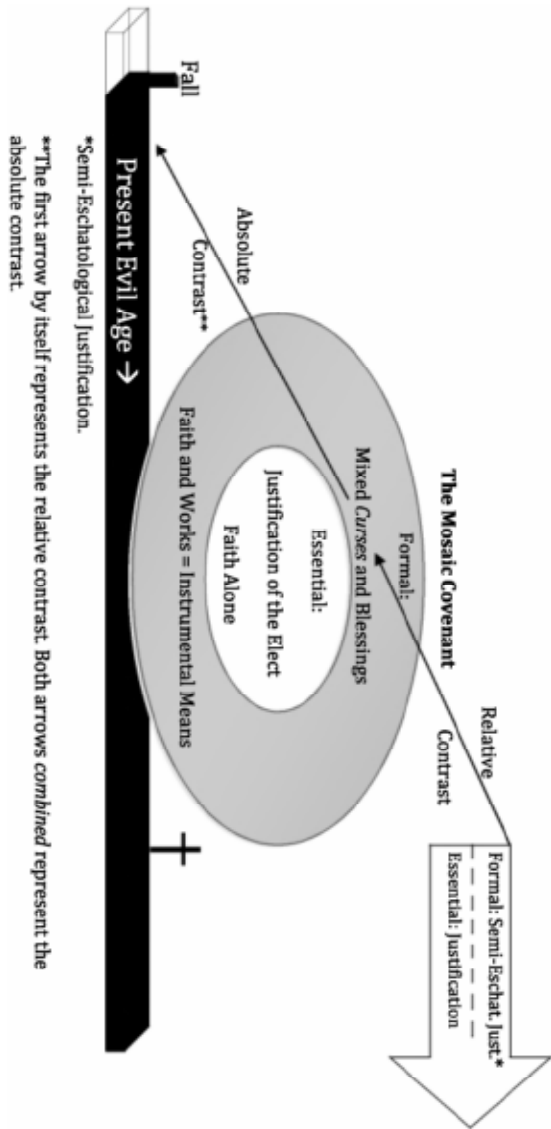 The Mosaic Covenant
Formal:
Mixed Curses and Blessings
Essential:
Justification of the Elect
Faith Alone
Faith and Works = Instrumental Means
Relative
Contrast
Formal: Semi-Eschat. Just.*
Essential: Justification
Absolute
Contrast**
Fall
Present Evil Age →
*Semi-Eschatological Justification.
**The first arrow by itself represents the relative contrast. Both arrows combined represent the
absolute contrast.